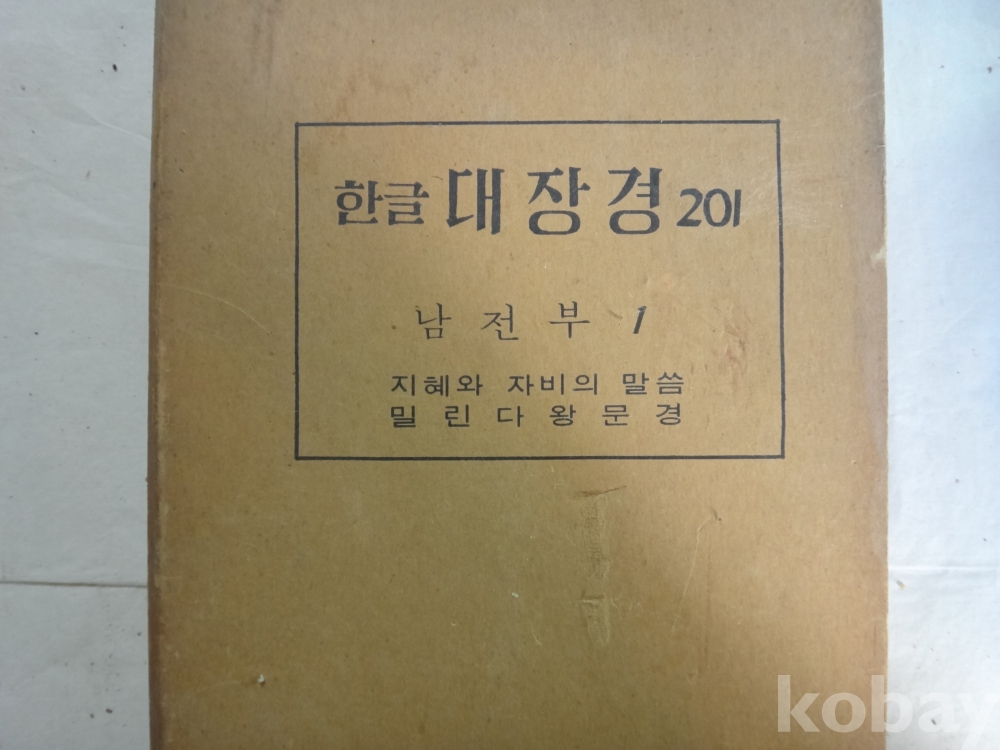 한글 대장경 201
남전부 1
지혜와 자비의 말씀
밀린다왕문경
kobay